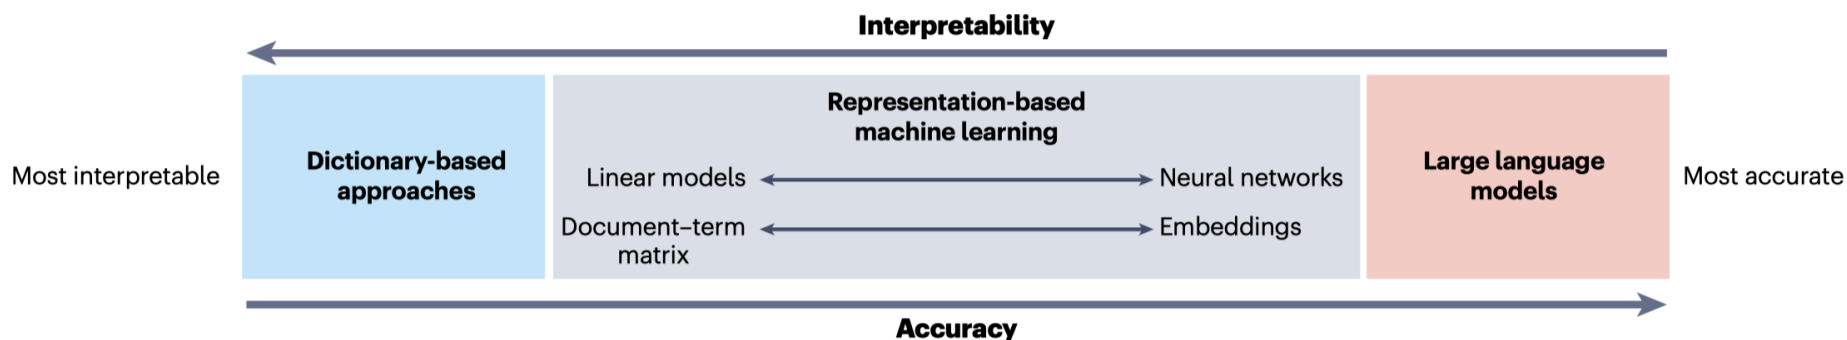 Interpretability
Representation-based
machine learning
Dictionary-based
approaches
Large language
models
Most interpretable
Linear models
Neural networks
Most accurate
Document–term
matrix
Embeddings
Accuracy